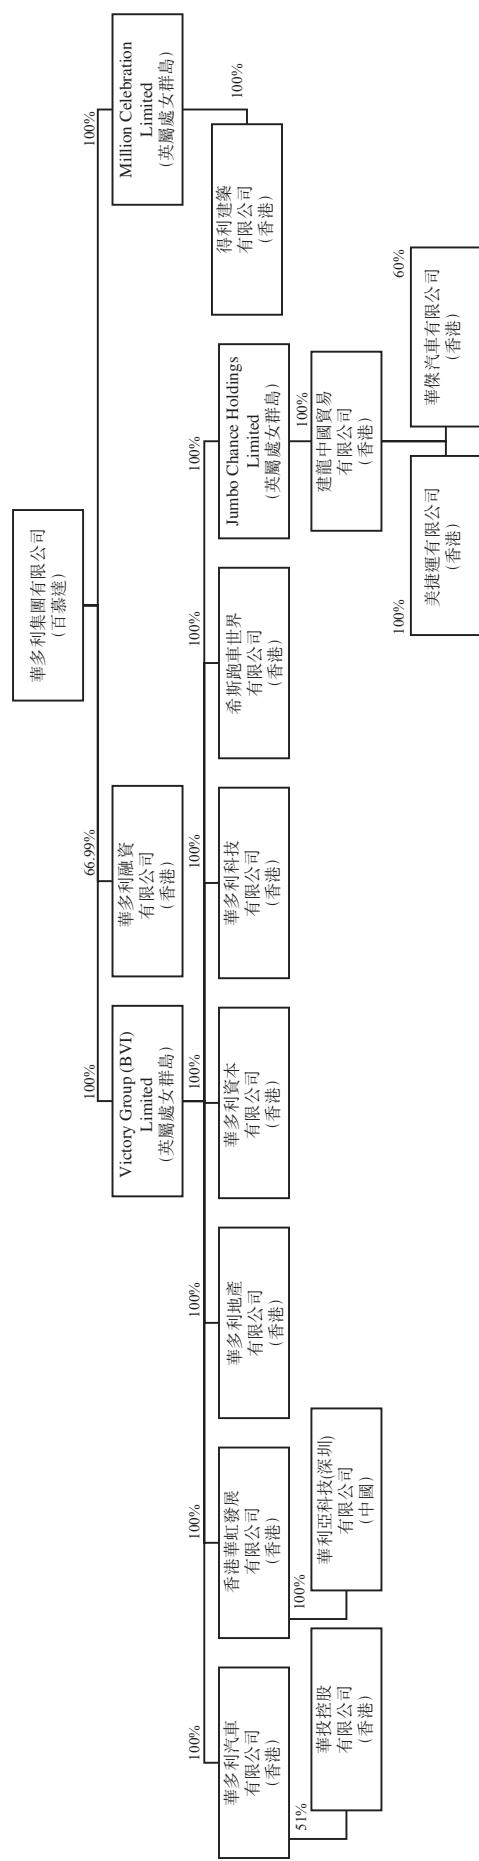 華多利集團有限公司
(百慕達)
100%
66.99%
100%
Victory Group (BVI)
Limited
(英屬處女群島)
華多利融資
有限公司
(香港)
Million Celebration
Limited
(英屬處女群島)
100%
100%
100%
100%
100%
100%
100%
100%
華多利汽車
有限公司
(香港)
香港華虹發展
有限公司
(香港)
華多利地產
有限公司
(香港)
華多利資本
有限公司
(香港)
華多利科技
有限公司
(香港)
希斯跑車世界
有限公司
(香港)
Jumbo Chance Holdings
Limited
(英屬處女群島)
得利建築
有限公司
(香港)
51%
100%
100%
華投控股
有限公司
(香港)
華利亞科技(深圳)
有限公司
(中國)
建龍中國貿易
有限公司
(香港)
100%
60%
美捷運有限公司
(香港)
華傑汽車有限公司
(香港)